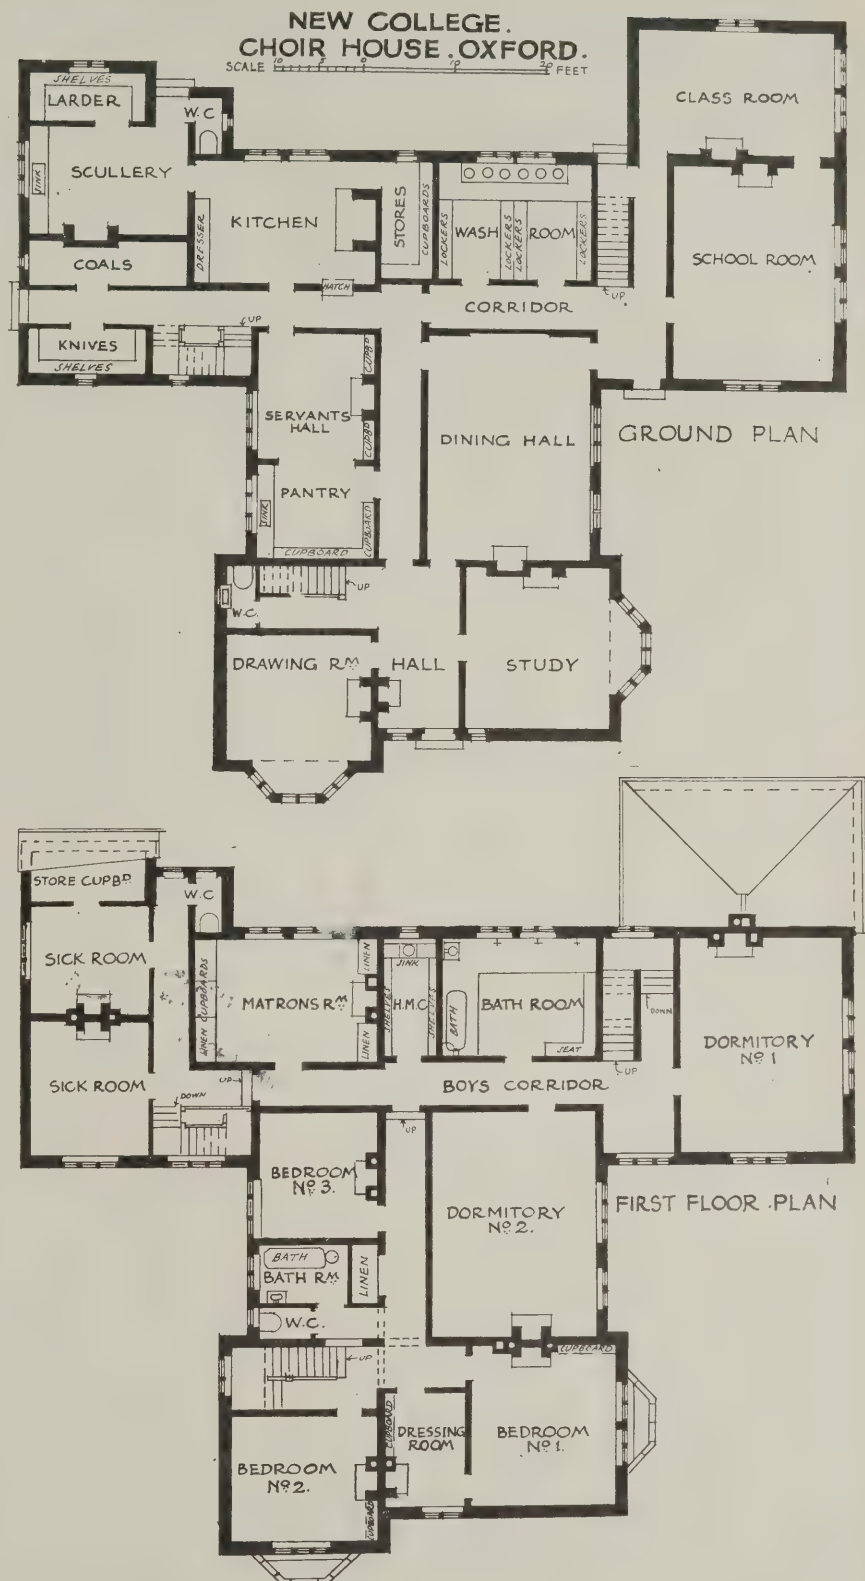 NEW COLLEGE.
CHOIR HOUSE. OXFORD.
SCALE 10 5 0 10 20 FEET
SHELVES
LARDER
W.C
CLASS ROOM
SCULLERY
SINK
KITCHEN
DRESSER
STORES
CUPBOARDS
LOCKERS
WASH
LOCKERS
LOCKERS
ROOM
LOCKERS
SCHOOL ROOM
COALS
HATCH
UP
CORRIDOR
UP
KNIVES
SHELVES
CUPBD
SERVANTS
HALL
CUPBD
DINING HALL
GROUND PLAN
PANTRY
SINK
CUPBOARD
CUPBOARD
UP
W.C.
DRAWING RM
HALL
STUDY
STORE CUPBD
W.C
SICK ROOM
LINEN CUPBOARDS
MATRONS RM
LINEN
LINEN
SINK
SHELVES
H.M.C
SHELVES
BATH
BATH ROOM
SEAT
DOWN
DORMITORY
No 1
SICK ROOM
UP
DOWN
BOYS CORRIDOR
UP
UP
BEDROOM
No 3.
DORMITORY
No 2.
FIRST FLOOR .PLAN
BATH
BATH RM
LINEN
W.C.
UP
CUPBOARD
CUPBOARD
DRESSING
ROOM
BEDROOM
No 1.
BEDROOM
No 2.
CUPBOARD